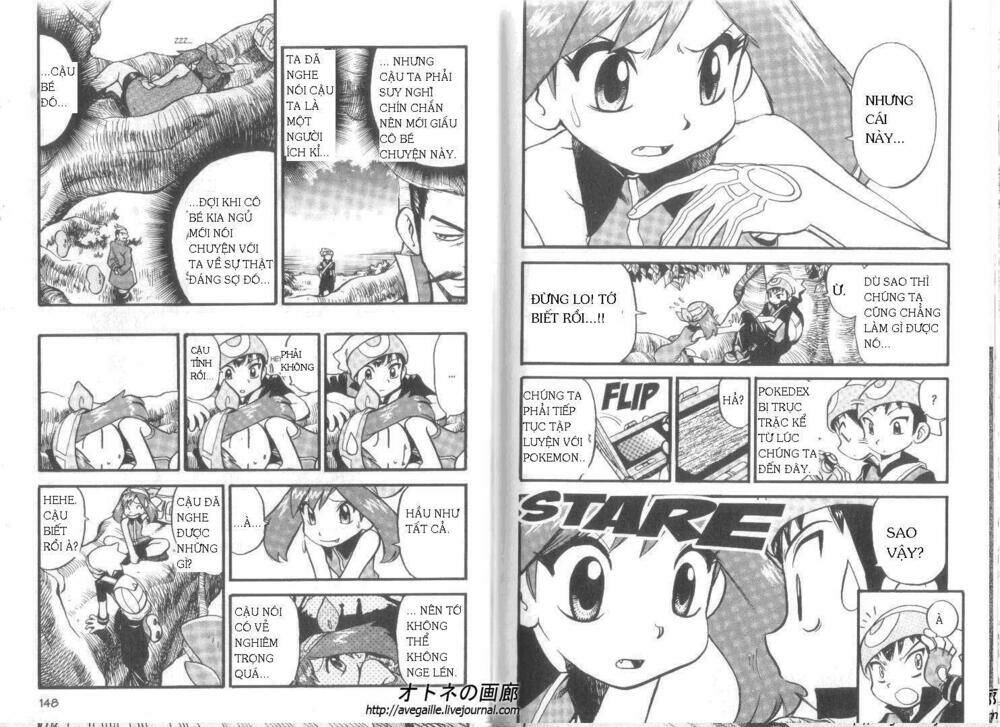 NHƯNG
CÁI
NÀY...
DÙ SAO THÌ
CHÚNG TA
CŨNG CHẲNG
LÀM GÌ ĐƯỢC
NÓ...
Ừ.
ĐỪNG LO! TỚ
BIẾT RỒI...!!
?
POKEDEX
BỊ TRỤC
TRẶC KỂ
TỪ LÚC
CHÚNG TA
ĐẾN ĐÂY.
HẢ?
FLIP
CHÚNG TA
PHẢI TIẾP
TỤC TẬP
LUYỆN VỚI
POKEMON..
SAO
VẬY?
STARE
À
... NHƯNG
CẬU TA PHẢI
SUY NGHĨ
CHÍN CHẮN
NÊN MỚI GIẤU
CÔ BÉ
CHUYỆN NÀY.
TA ĐÃ
NGHE
NÓI CẬU
TA LÀ
MỘT
NGƯỜI
ÍCH KỈ...
ZZZ...
...CẬU
BÉ
ĐÓ...
...ĐỢI KHI CÔ
BÉ KIA NGỦ
MỚI NÓI
CHUYỆN VỚI
TA VỀ SỰ THẬT
ĐÁNG SỢ ĐÓ...
...
PHẢI
KHÔNG
CẬU
TỈNH
RỒI...
HẦU NHƯ
TẤT CẢ.
...À...
... NÊN TỚ
KHÔNG
THỂ
KHÔNG
NGE LÉN.
CẬU NÓI
CÓ VẺ
NGHIÊM
TRỌNG
QUÁ...
CẬU ĐÃ
NGHE
ĐƯỢC
NHỮNG
GÌ?
HEHE.
CẬU
BIẾT
RỒI À?
148
オトネの画廊
http://avegaille.livejournal.com